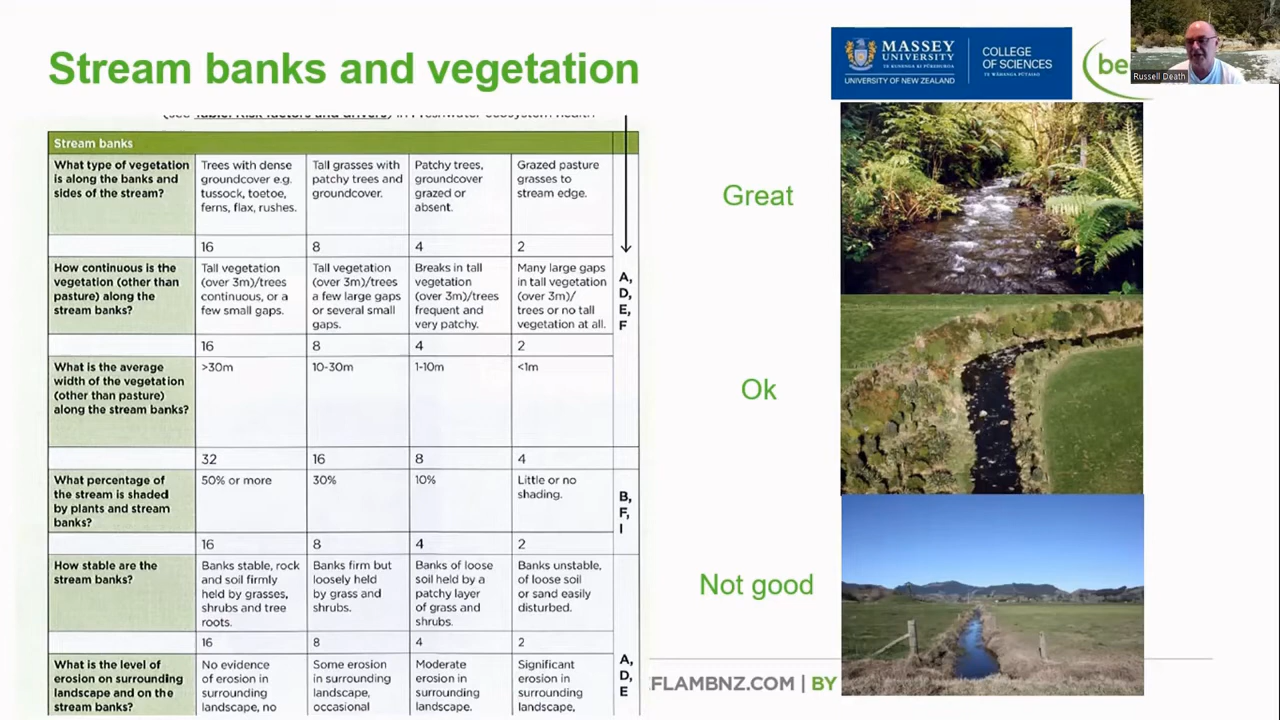 Stream banks and vegetation
MASSEY
UNIVERSITY
TE KUNENGA KI PŪREHUROA
UNIVERSITY OF NEW ZEALAND
COLLEGE
OF SCIENCES
TE WĀHANGA PŪTAIAO
be
Russell Death
(see Table: Risk factors and drivers) in Freshwater ecosystem health
Stream banks
What type of vegetation
is along the banks and
sides of the stream?
Trees with dense
groundcover e.g.
tussock, toetoe,
ferns, flax, rushes.
Tall grasses with
patchy trees and
groundcover.
Patchy trees,
groundcover
grazed or
absent.
Grazed pasture
grasses to
stream edge.
16
8
4
2
How continuous is the
vegetation (other than
pasture) along the
stream banks?
Tall vegetation
(over 3m)/trees
continuous, or a
few small gaps.
Tall vegetation
(over 3m)/trees
a few large gaps
or several small
gaps.
Breaks in tall
vegetation
(over 3m)/trees
frequent and
very patchy.
Many large gaps
in tall vegetation
(over 3m)/
trees or no tall
vegetation at all.
A,
D,
E,
F
16
8
4
2
What is the average
width of the vegetation
(other than pasture)
along the stream banks?
>30m
10-30m
1-10m
<1m
32
16
8
4
What percentage of
the stream is shaded
by plants and stream
banks?
50% or more
30%
10%
Little or no
shading.
B,
F,
I
16
8
4
2
How stable are the
stream banks?
Banks stable, rock
and soil firmly
held by grasses,
shrubs and tree
roots.
Banks firm but
loosely held
by grass and
shrubs.
Banks of loose
soil held by a
patchy layer
of grass and
shrubs.
Banks unstable,
of loose soil
or sand easily
disturbed.
16
8
4
2
What is the level of
erosion on surrounding
landscape and on the
stream banks?
No evidence
of erosion in
surrounding
landscape, no
Some erosion
in surrounding
landscape,
occasional
Moderate
erosion in
surrounding
landscape.
Significant
erosion in
surrounding
landscape,
A,
D,
E
Great
Ok
Not good
FLAMBNZ.COM | BY